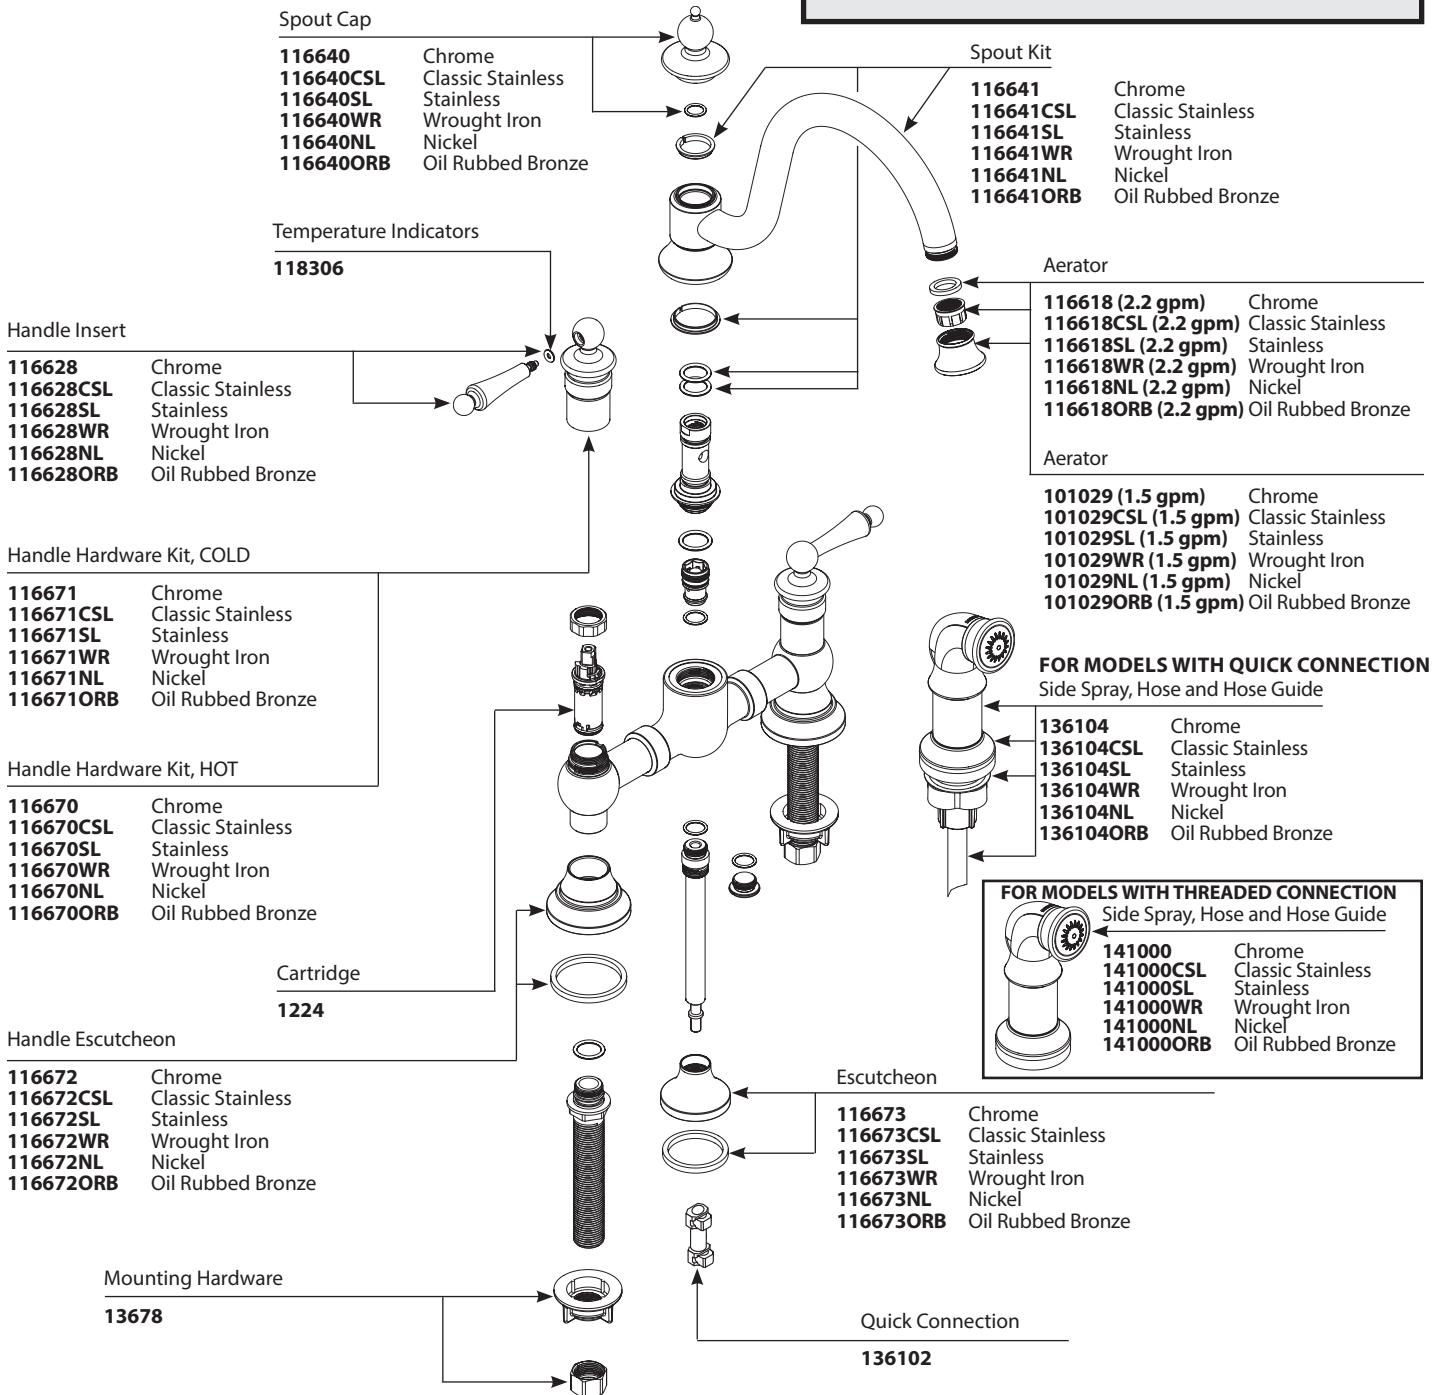 Spout Cap
116640 Chrome
116640CSL Classic Stainless
116640SL Stainless
116640WR Wrought Iron
116640NL Nickel
116640ORB Oil Rubbed Bronze
Spout Kit
116641 Chrome
116641CSL Classic Stainless
116641SL Stainless
116641WR Wrought Iron
116641NL Nickel
116641ORB Oil Rubbed Bronze
Temperature Indicators
118306
Handle Insert
116628 Chrome
116628CSL Classic Stainless
116628SL Stainless
116628WR Wrought Iron
116628NL Nickel
116628ORB Oil Rubbed Bronze
Aerator
116618 (2.2 gpm) Chrome
116618CSL (2.2 gpm) Classic Stainless
116618SL (2.2 gpm) Stainless
116618WR (2.2 gpm) Wrought Iron
116618NL (2.2 gpm) Nickel
116618ORB (2.2 gpm) Oil Rubbed Bronze
Aerator
101029 (1.5 gpm) Chrome
101029CSL (1.5 gpm) Classic Stainless
101029SL (1.5 gpm) Stainless
101029WR (1.5 gpm) Wrought Iron
101029NL (1.5 gpm) Nickel
101029ORB (1.5 gpm) Oil Rubbed Bronze
Handle Hardware Kit, COLD
116671 Chrome
116671CSL Classic Stainless
116671SL Stainless
116671WR Wrought Iron
116671NL Nickel
116671ORB Oil Rubbed Bronze
FOR MODELS WITH QUICK CONNECTION
Side Spray, Hose and Hose Guide
136104 Chrome
136104CSL Classic Stainless
136104SL Stainless
136104WR Wrought Iron
136104NL Nickel
136104ORB Oil Rubbed Bronze
Handle Hardware Kit, HOT
116670 Chrome
116670CSL Classic Stainless
116670SL Stainless
116670WR Wrought Iron
116670NL Nickel
116670ORB Oil Rubbed Bronze
FOR MODELS WITH THREADED CONNECTION
Side Spray, Hose and Hose Guide
141000 Chrome
141000CSL Classic Stainless
141000SL Stainless
141000WR Wrought Iron
141000NL Nickel
141000ORB Oil Rubbed Bronze
Cartridge
1224
Handle Escutcheon
116672 Chrome
116672CSL Classic Stainless
116672SL Stainless
116672WR Wrought Iron
116672NL Nickel
116672ORB Oil Rubbed Bronze
Escutcheon
116673 Chrome
116673CSL Classic Stainless
116673SL Stainless
116673WR Wrought Iron
116673NL Nickel
116673ORB Oil Rubbed Bronze
Mounting Hardware
13678
Quick Connection
136102